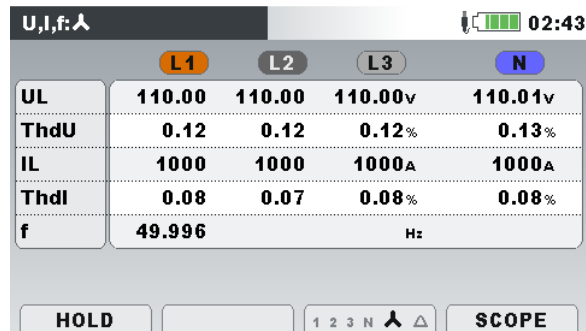 U,I,f: 02:43
L1 L2 L3 N
UL 110.00 110.00 110.00V 110.01V
ThdU 0.12 0.12 0.12% 0.13%
IL 1000 1000 1000A 1000A
ThdI 0.08 0.07 0.08% 0.08%
f 49.996 Hz
HOLD 1 2 3 N Δ SCOPE